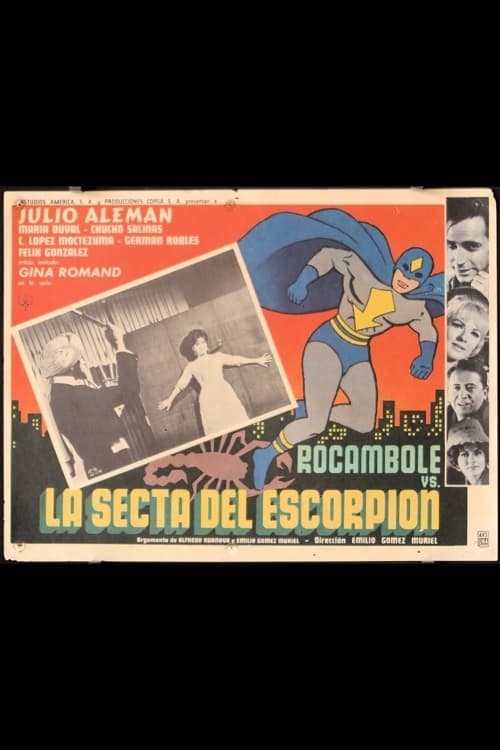 ESTUDIOS AMERICA, S. A. y PRODUCCIONES CORSA S. A. presentan a
JULIO ALEMAN
MARIA DUVAL - CHUCHO SALINAS
C. LOPEZ MOCTEZUMA - GERMAN ROBLES
FELIX GONZALEZ
GINA ROMAND
ROCAMBOLE
VS.
LA SECTA DEL ESCORPION
Argumento de ALFREDO RUANOVA y EMILIO GOMEZ MURIEL - Dirección EMILIO GOMEZ MURIEL